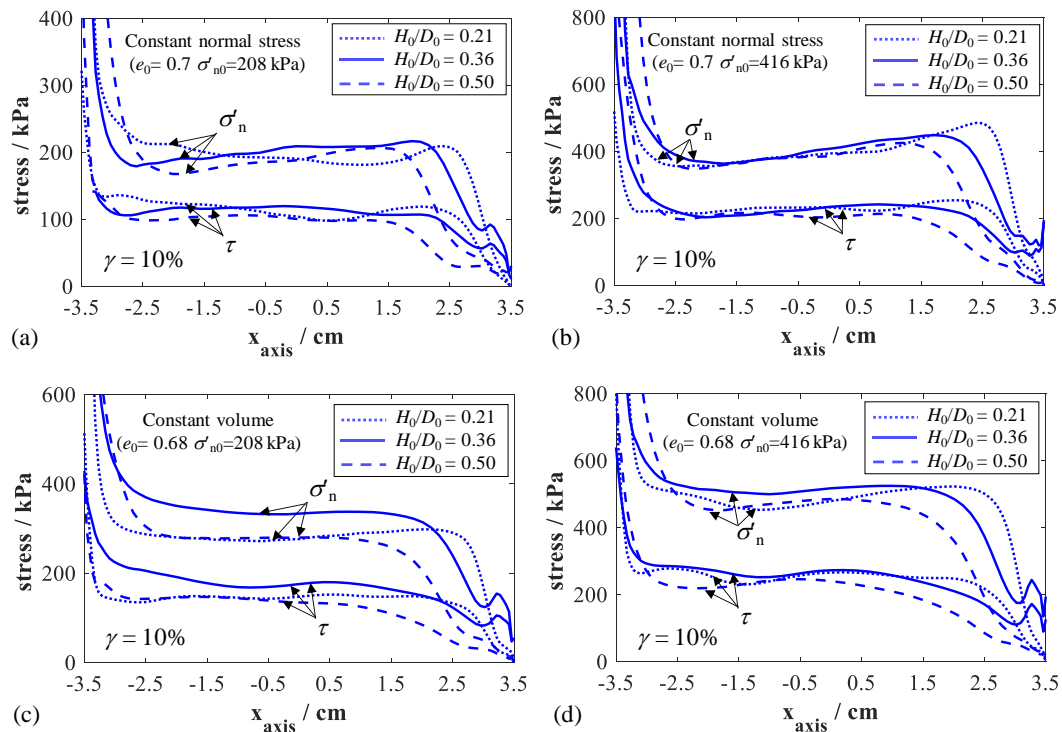 400
300
200
100
0
stress / kPa
Constant normal stress
(e0= 0.7 σ'n0=208 kPa)
H0/D0 = 0.21
H0/D0 = 0.36
H0/D0 = 0.50
σ'n
τ
γ = 10%
-3.5 -2.5 -1.5 -0.5 0.5 1.5 2.5 3.5
(a)
xaxis / cm
800
600
400
200
0
stress / kPa
Constant normal stress
(e0= 0.7 σ'n0=416 kPa)
H0/D0 = 0.21
H0/D0 = 0.36
H0/D0 = 0.50
σ'n
τ
γ = 10%
-3.5 -2.5 -1.5 -0.5 0.5 1.5 2.5 3.5
(b)
xaxis / cm
600
400
200
0
stress / kPa
Constant volume
(e0= 0.68 σ'n0=208 kPa)
H0/D0 = 0.21
H0/D0 = 0.36
H0/D0 = 0.50
σ'n
τ
γ = 10%
-3.5 -2.5 -1.5 -0.5 0.5 1.5 2.5 3.5
(c)
xaxis / cm
800
600
400
200
0
stress / kPa
Constant volume
(e0= 0.68 σ'n0=416 kPa)
H0/D0 = 0.21
H0/D0 = 0.36
H0/D0 = 0.50
σ'n
τ
γ = 10%
-3.5 -2.5 -1.5 -0.5 0.5 1.5 2.5 3.5
(d)
xaxis / cm